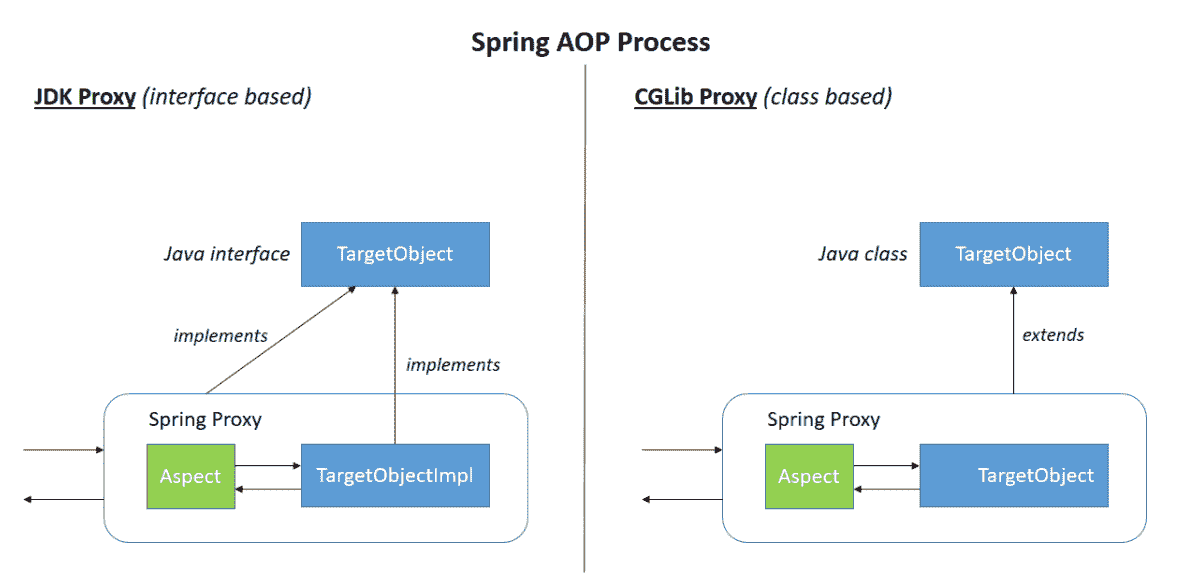 Spring AOP Process
JDK Proxy (interface based)
Java interface
TargetObject
implements
implements
Spring Proxy
Aspect
TargetObjectImpl
CGLib Proxy (class based)
Java class
TargetObject
extends
Spring Proxy
Aspect
TargetObject